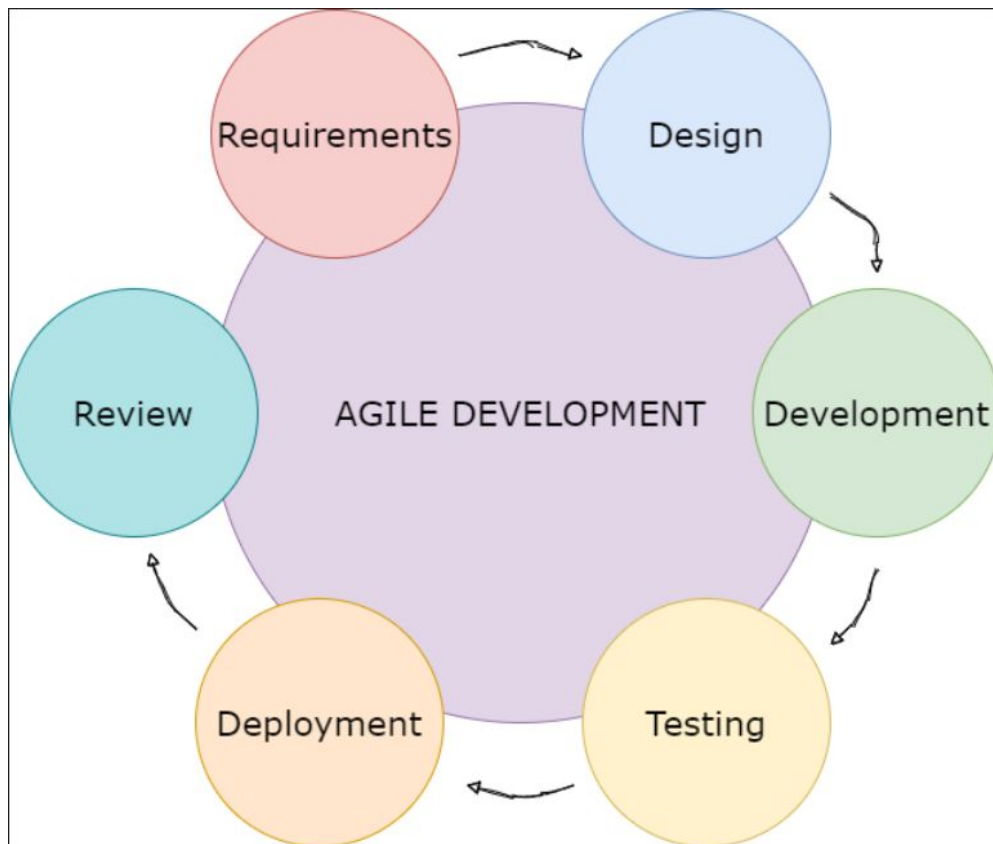 Requirements
Design
Review
AGILE DEVELOPMENT
Development
Deployment
Testing